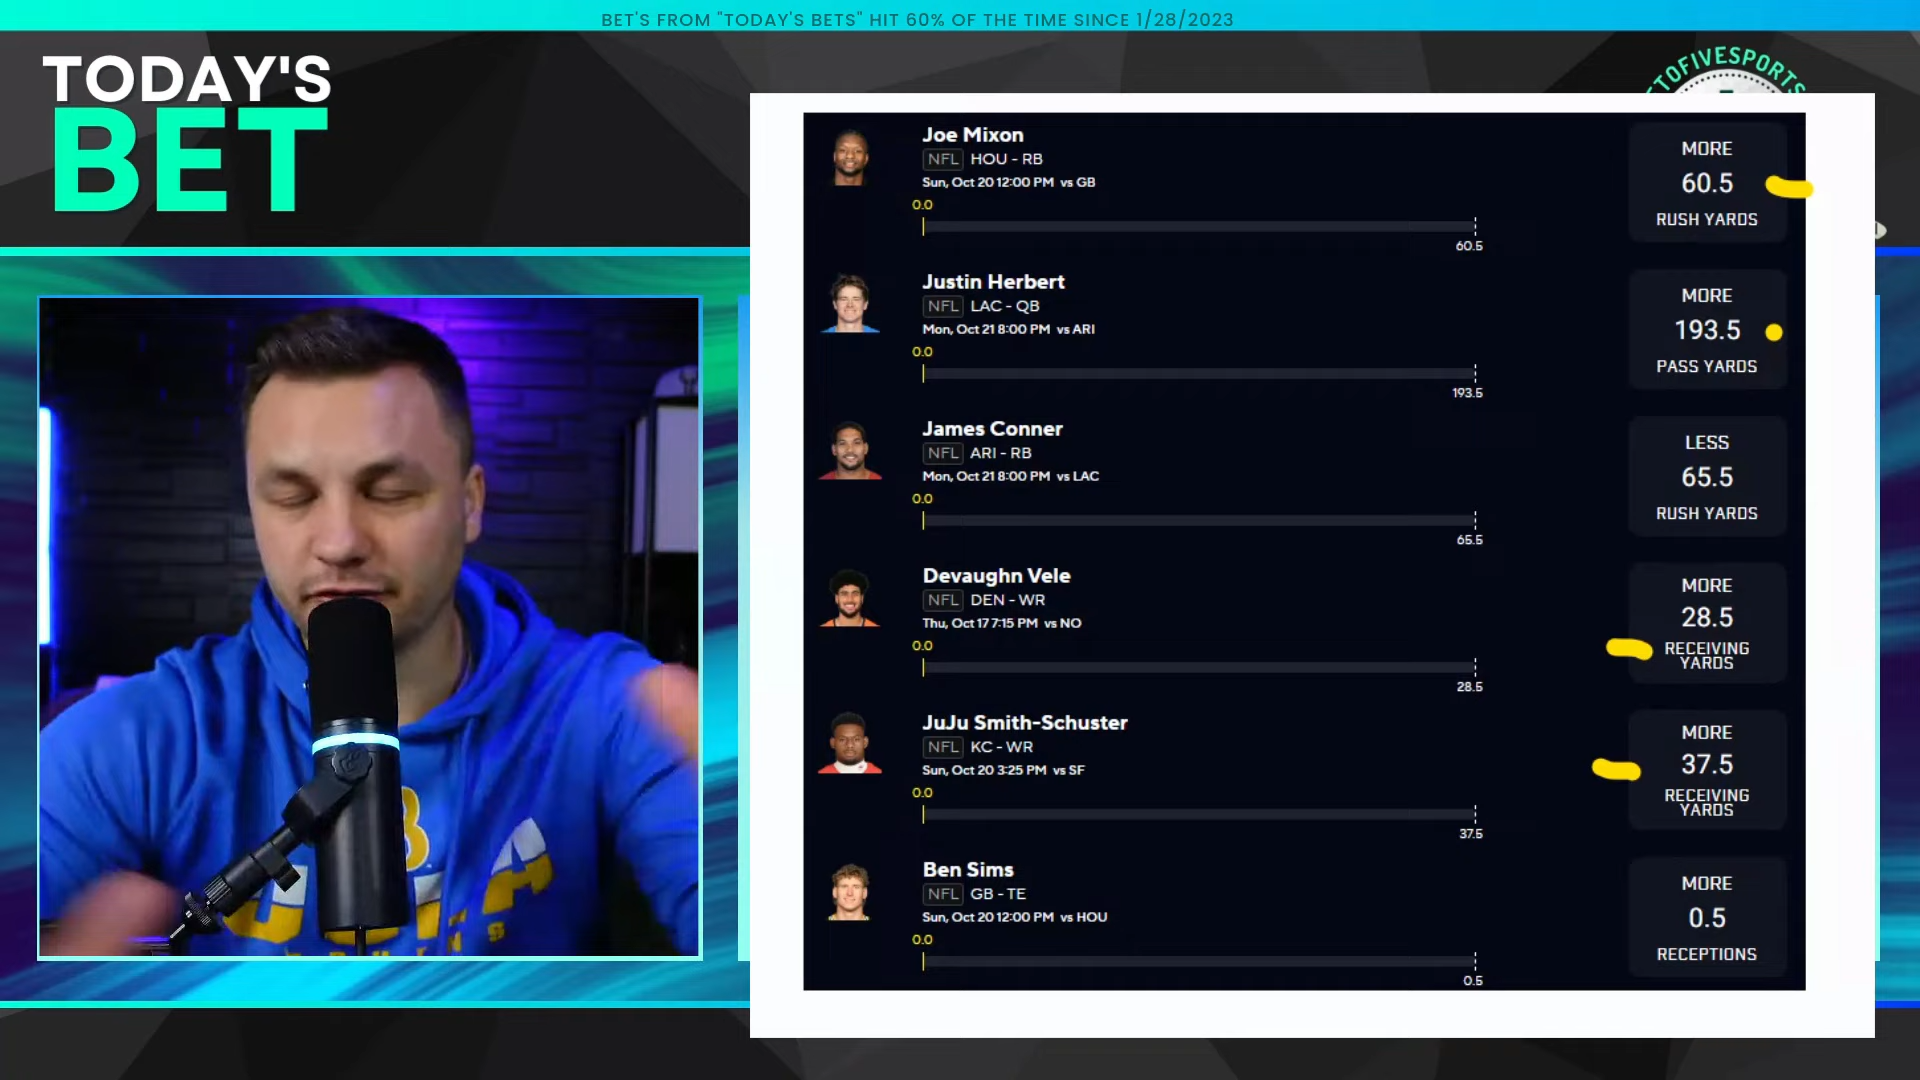 BET'S FROM "TODAY'S BETS" HIT 60% OF THE TIME SINCE 1/28/2023
TODAY'S
BET
TOFIVESPORTS
Joe Mixon
NFL HOU - RB
Sun, Oct 20 12:00 PM vs GB
0.0
60.5
MORE
60.5
RUSH YARDS
Justin Herbert
NFL LAC - QB
Mon, Oct 21 8:00 PM vs ARI
0.0
193.5
MORE
193.5
PASS YARDS
James Conner
NFL ARI - RB
Mon, Oct 21 8:00 PM vs LAC
0.0
65.5
LESS
65.5
RUSH YARDS
Devaughn Vele
NFL DEN - WR
Thu, Oct 17 7:15 PM vs NO
0.0
28.5
MORE
28.5
RECEIVING
YARDS
JuJu Smith-Schuster
NFL KC - WR
Sun, Oct 20 3:25 PM vs SF
0.0
37.5
MORE
37.5
RECEIVING
YARDS
Ben Sims
NFL GB - TE
Sun, Oct 20 12:00 PM vs HOU
0.0
0.5
MORE
0.5
RECEPTIONS